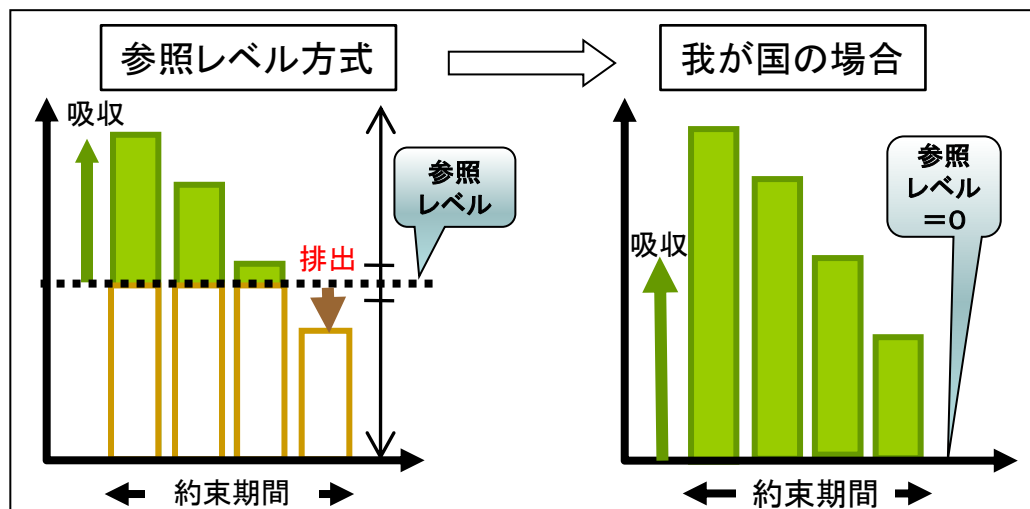 参照レベル方式
我が国の場合
吸収
参照
レベル
排出
約束期間
参照
レベル
=0
吸収
約束期間